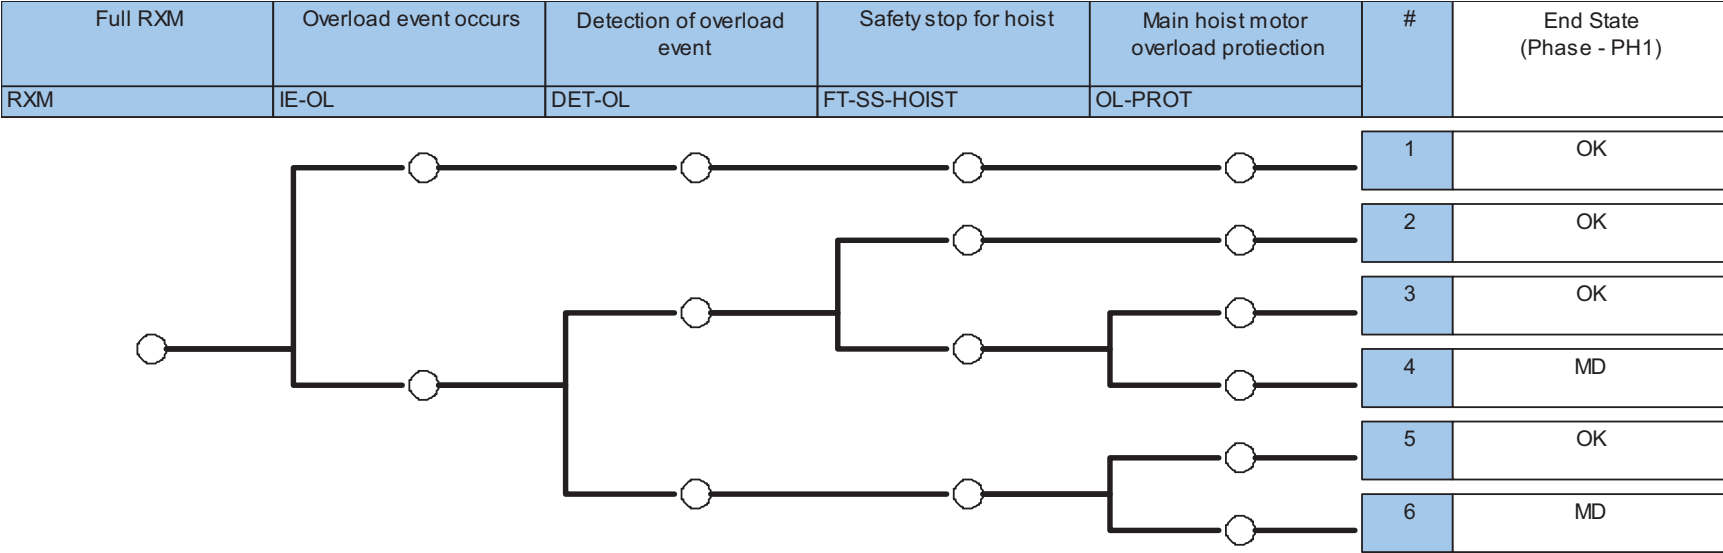 Full RXM
Overload event occurs
Detection of overload
event
Safety stop for hoist
Main hoist motor
overload protiection
#
End State
(Phase - PH1)
RXM
IE-OL
DET-OL
FT-SS-HOIST
OL-PROT
1
OK
2
OK
3
OK
4
MD
5
OK
6
MD